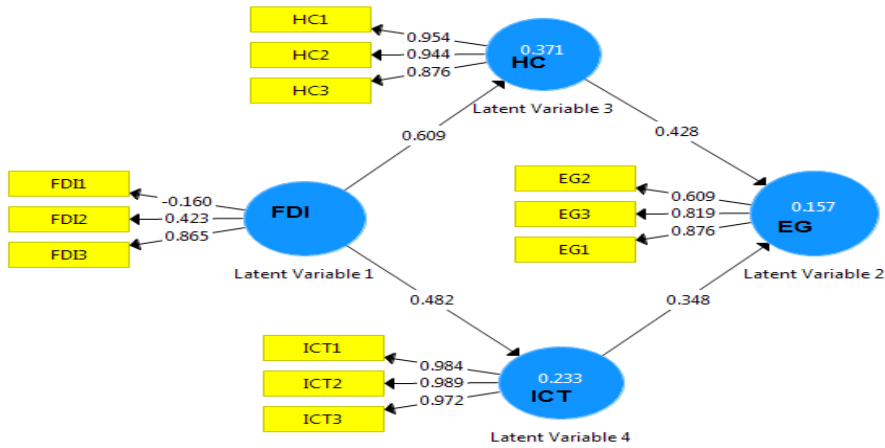 HC1
0.954
HC2
0.944
HC3
0.876
0.371
HC
Latent Variable 3
0.609
0.428
FDI1
-0.160
FDI2
0.423
FDI3
0.865
FDI
Latent Variable 1
EG2
0.609
EG3
0.819
EG1
0.876
0.157
EG
Latent Variable 2
0.482
0.348
ICT1
0.984
ICT2
0.989
ICT3
0.972
0.233
ICT
Latent Variable 4